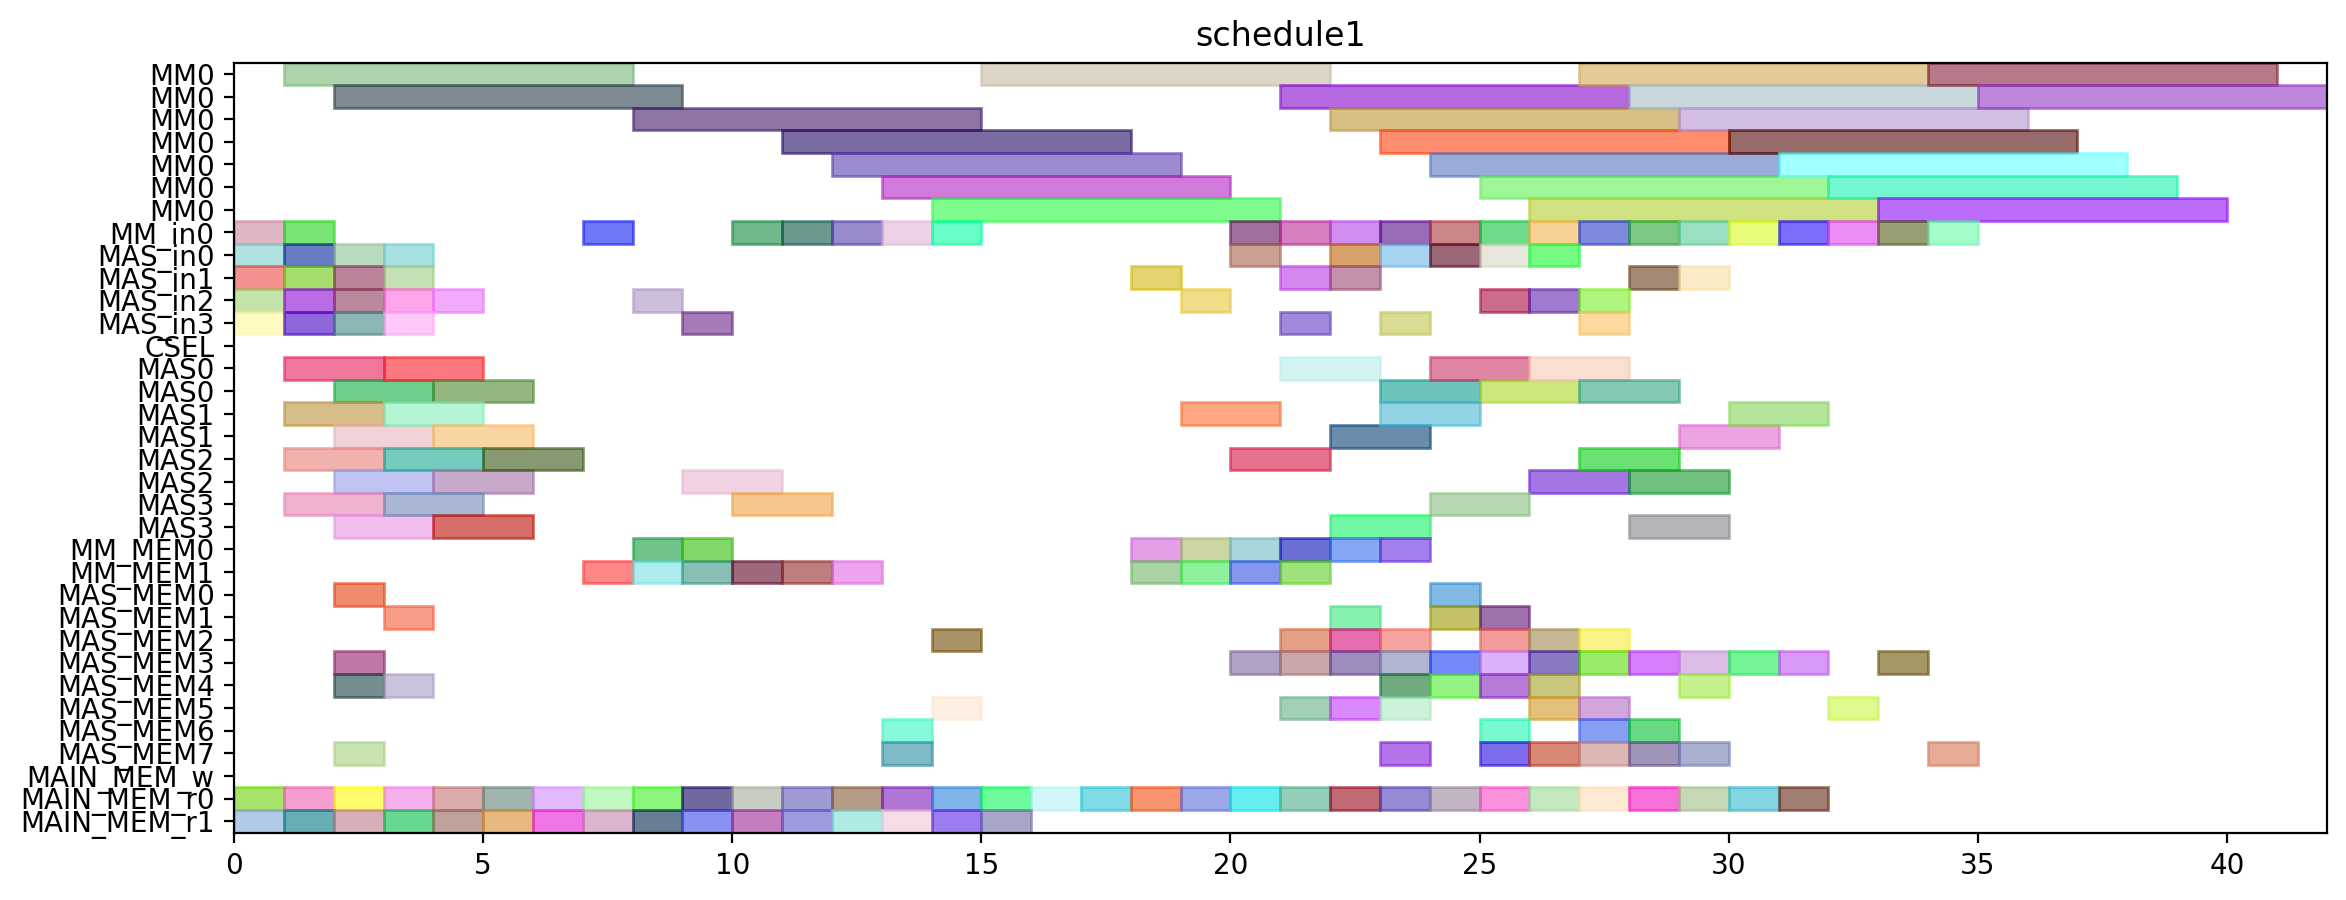 schedule1
MM0
MM0
MM0
MM0
MM0
MM0
MM0
MM_in0
MAS_in0
MAS_in1
MAS_in2
MAS_in3
CSEL
MAS0
MAS0
MAS1
MAS1
MAS2
MAS2
MAS3
MAS3
MM_MEM0
MM_MEM1
MAS_MEM0
MAS_MEM1
MAS_MEM2
MAS_MEM3
MAS_MEM4
MAS_MEM5
MAS_MEM6
MAS_MEM7
MAIN_MEM_w
MAIN_MEM_r0
MAIN_MEM_r1
0 5 10 15 20 25 30 35 40